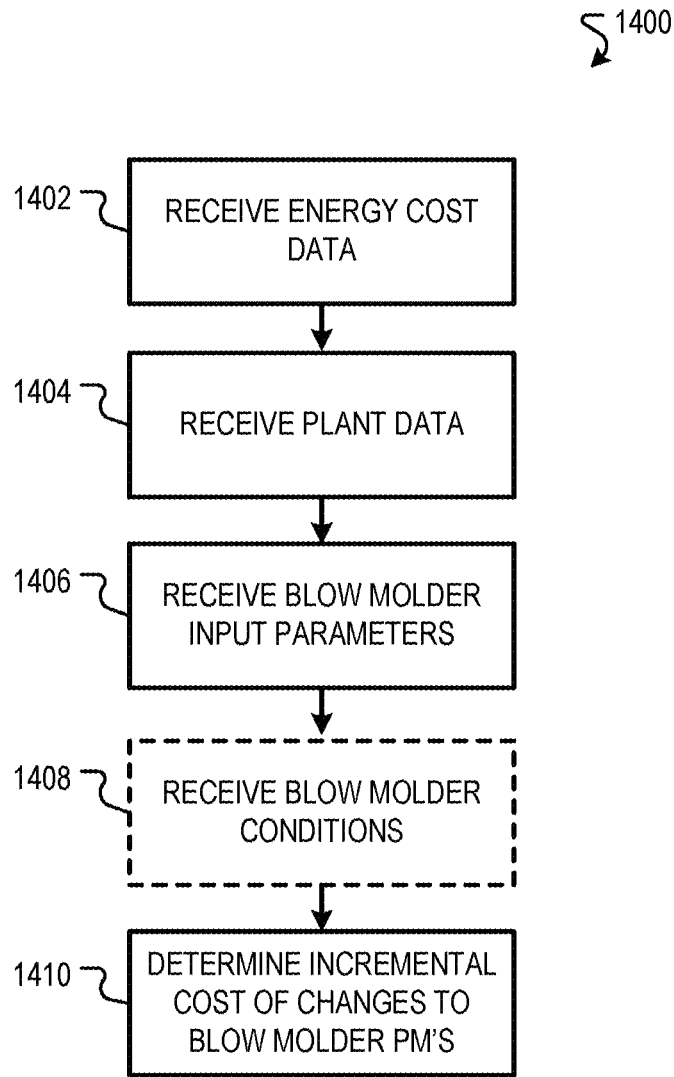 1400
1402
RECEIVE ENERGY COST
DATA
1404
RECEIVE PLANT DATA
1406
RECEIVE BLOW MOLDER
INPUT PARAMETERS
1408
RECEIVE BLOW MOLDER
CONDITIONS
1410
DETERMINE INCREMENTAL
COST OF CHANGES TO
BLOW MOLDER PM'S